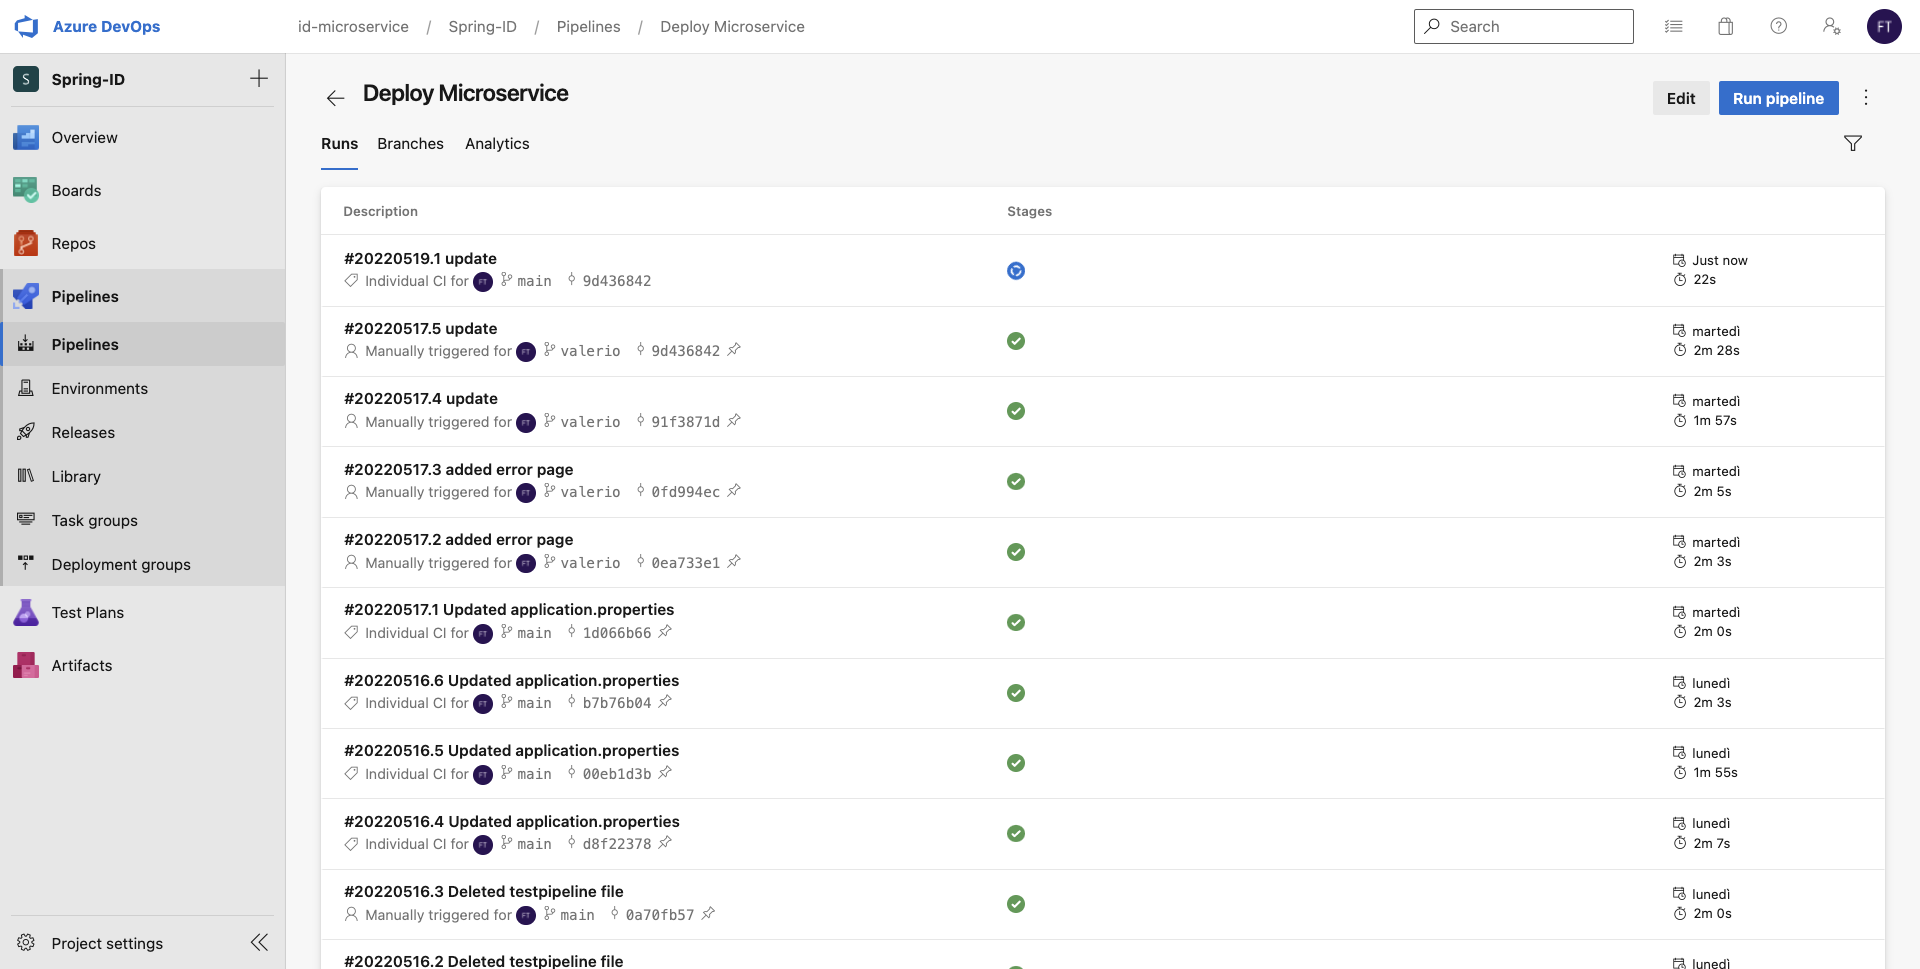 Azure DevOps
id-microservice / Spring-ID / Pipelines / Deploy Microservice
Search
FT
S Spring-ID
Overview
Boards
Repos
Pipelines
Pipelines
Environments
Releases
Library
Task groups
Deployment groups
Test Plans
Artifacts
Project settings
Deploy Microservice
Edit
Run pipeline
Runs Branches Analytics
Description Stages
#20220519.1 update
Individual CI for FT main 9d436842
Just now
22s
#20220517.5 update
Manually triggered for FT valerio 9d436842
martedì
2m 28s
#20220517.4 update
Manually triggered for FT valerio 91f3871d
martedì
1m 57s
#20220517.3 added error page
Manually triggered for FT valerio 0fd994ec
martedì
2m 5s
#20220517.2 added error page
Manually triggered for FT valerio 0ea733e1
martedì
2m 3s
#20220517.1 Updated application.properties
Individual CI for FT main 1d066b66
martedì
2m 0s
#20220516.6 Updated application.properties
Individual CI for FT main b7b76b04
lunedì
2m 3s
#20220516.5 Updated application.properties
Individual CI for FT main 00eb1d3b
lunedì
1m 55s
#20220516.4 Updated application.properties
Individual CI for FT main d8f22378
lunedì
2m 7s
#20220516.3 Deleted testpipeline file
Manually triggered for FT main 0a70fb57
lunedì
2m 0s
#20220516.2 Deleted testpipeline file
lunedì